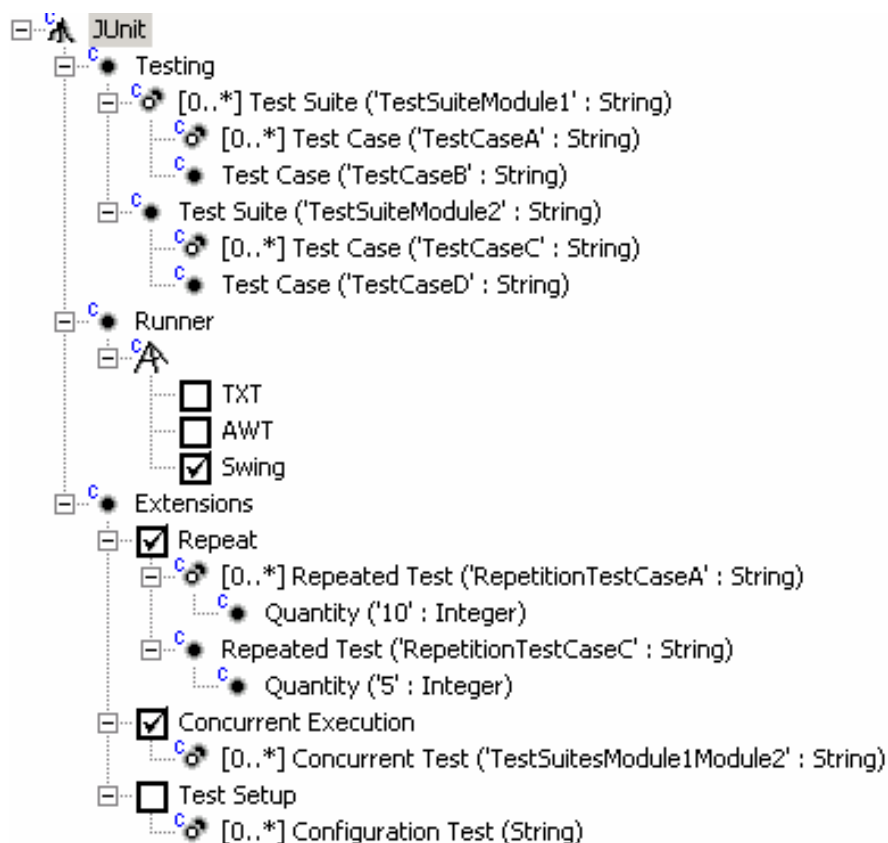 JUnit
Testing
[0..*] Test Suite ('TestSuiteModule1' : String)
[0..*] Test Case ('TestCaseA' : String)
Test Case ('TestCaseB' : String)
Test Suite ('TestSuiteModule2' : String)
[0..*] Test Case ('TestCaseC' : String)
Test Case ('TestCaseD' : String)
Runner
TXT
AWT
Swing
Extensions
Repeat
[0..*] Repeated Test ('RepetitionTestCaseA' : String)
Quantity ('10' : Integer)
Repeated Test ('RepetitionTestCaseC' : String)
Quantity ('5' : Integer)
Concurrent Execution
[0..*] Concurrent Test ('TestSuitesModule1Module2' : String)
Test Setup
[0..*] Configuration Test (String)